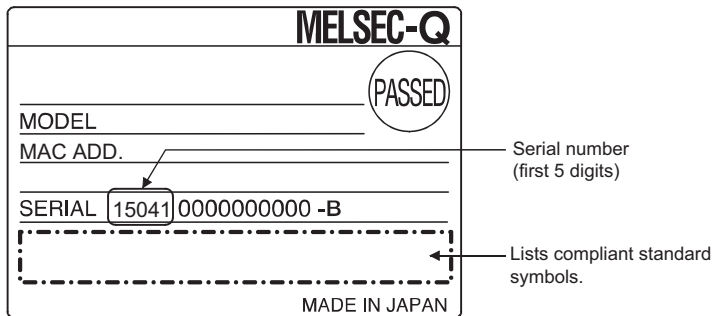 MELSEC-Q
PASSED
MODEL
MAC ADD.
Serial number
(first 5 digits)
SERIAL 15041 0000000000 -B
Lists compliant standard
symbols.
MADE IN JAPAN